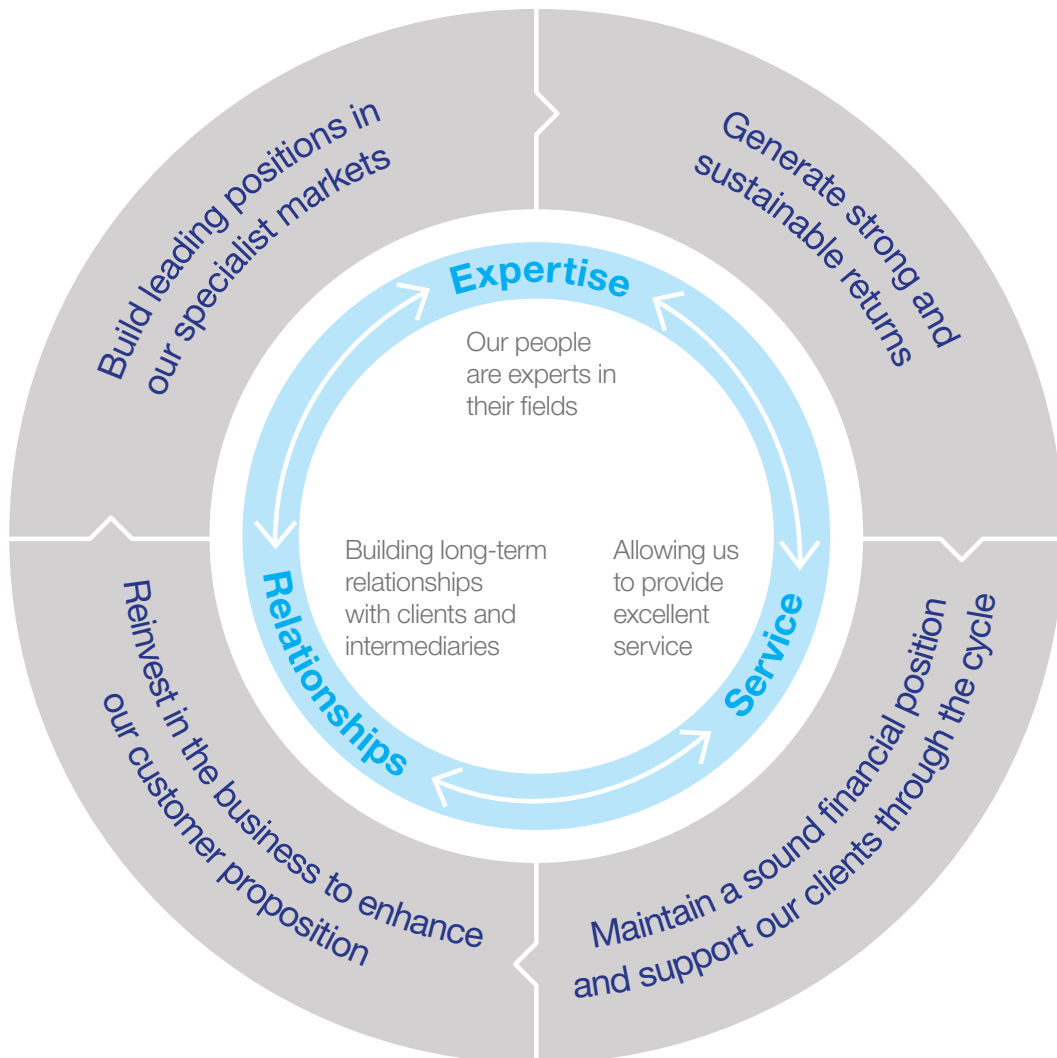 Build leading positions in
our specialist markets
Generate strong and
sustainable returns
Expertise
Our people
are experts in
their fields
Building long-term
relationships
with clients and
intermediaries
Allowing us
to provide
excellent
service
Relationships
Service
Reinvest in the business to enhance
our customer proposition
Maintain a sound financial position
and support our clients through the cycle